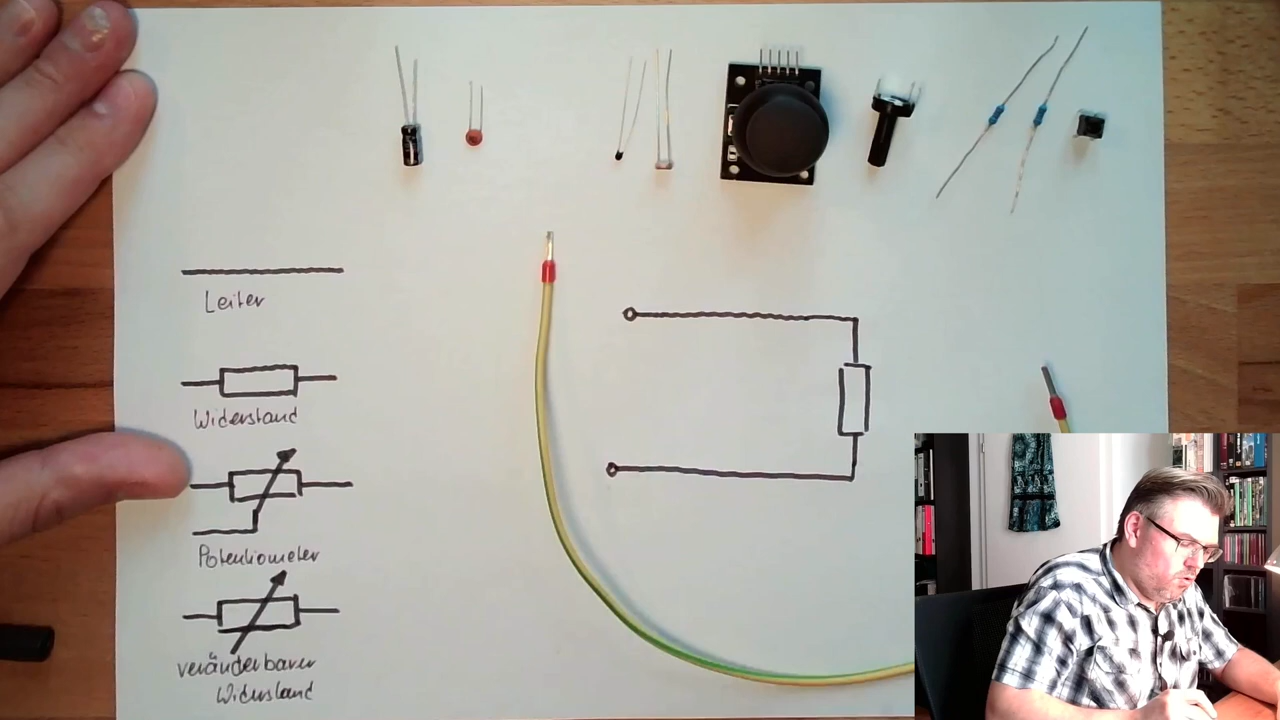 Leiter
Widerstand
Potentiometer
veränderbarer
Widerstand